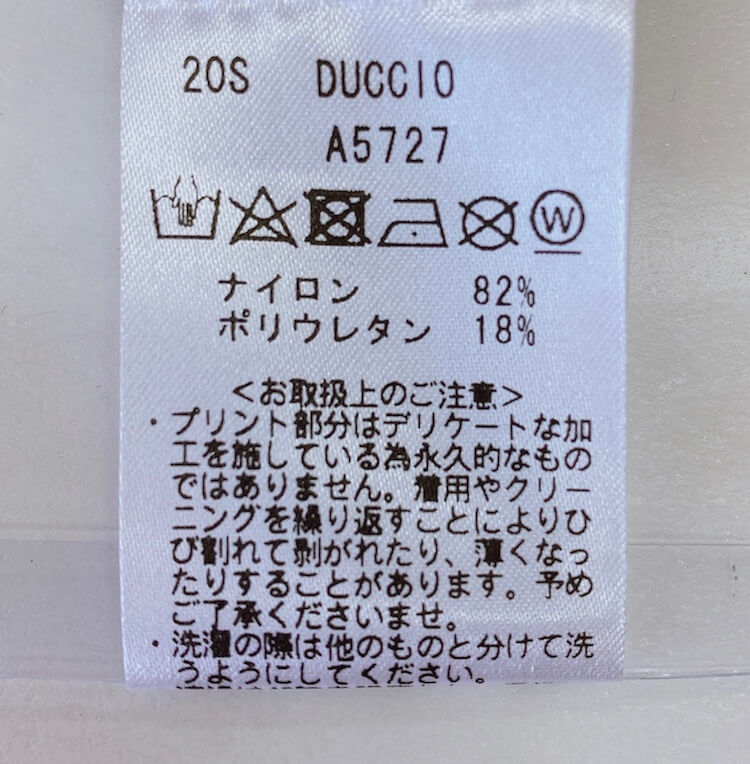 20S DUCCIO
A5727
W
ナイロン 82%
ポリウレタン 18%
<お取扱上のご注意>
・プリント部分はデリケートな加
工を施している為永久的なもの
ではありません。着用やクリー
ニングを繰り返すことによりひ
び割れて剥がれたり、薄くなっ
たりすることがあります。予め
ご了承くださいませ。
・洗濯の際は他のものと分けて洗
うようにしてください。